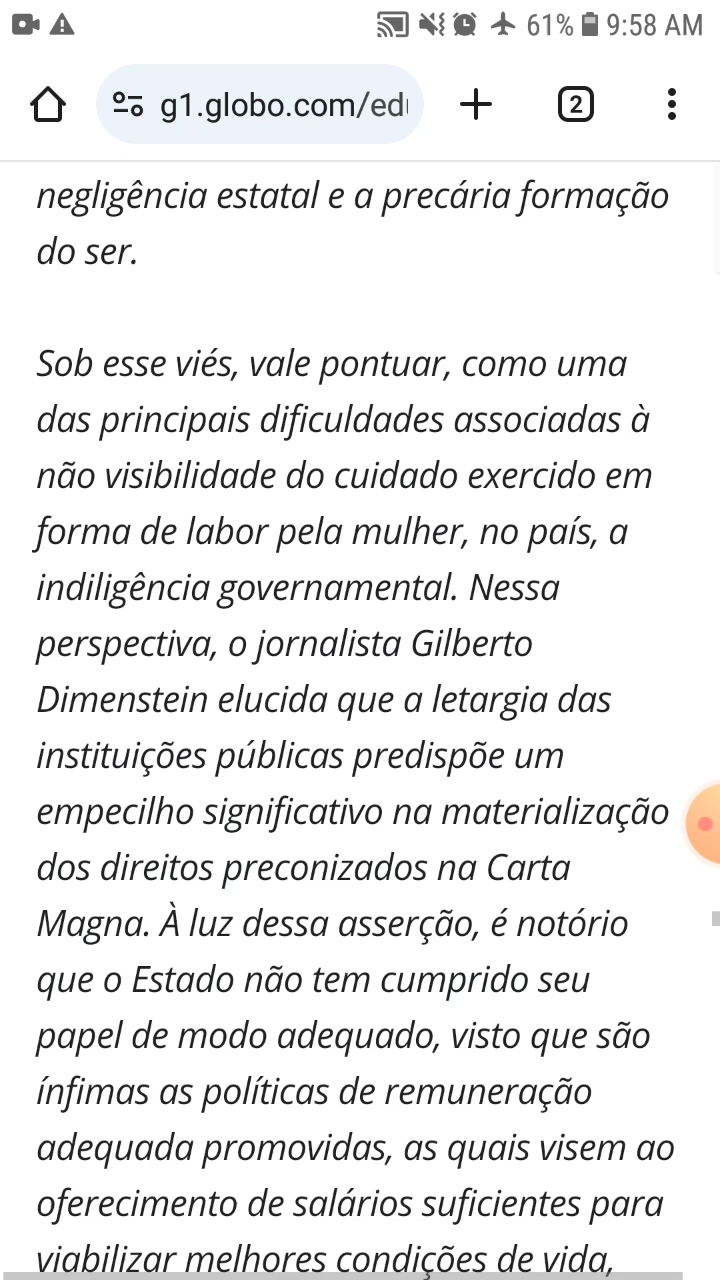 61% 9:58 AM
g1.globo.com/edu 2
negligência estatal e a precária formação
do ser.
Sob esse viés, vale pontuar, como uma
das principais dificuldades associadas à
não visibilidade do cuidado exercido em
forma de labor pela mulher, no país, a
indiligência governamental. Nessa
perspectiva, o jornalista Gilberto
Dimenstein elucida que a letargia das
instituições públicas predispõe um
empecilho significativo na materialização
dos direitos preconizados na Carta
Magna. À luz dessa asserção, é notório
que o Estado não tem cumprido seu
papel de modo adequado, visto que são
ínfimas as políticas de remuneração
adequada promovidas, as quais visem ao
oferecimento de salários suficientes para
viabilizar melhores condições de vida,